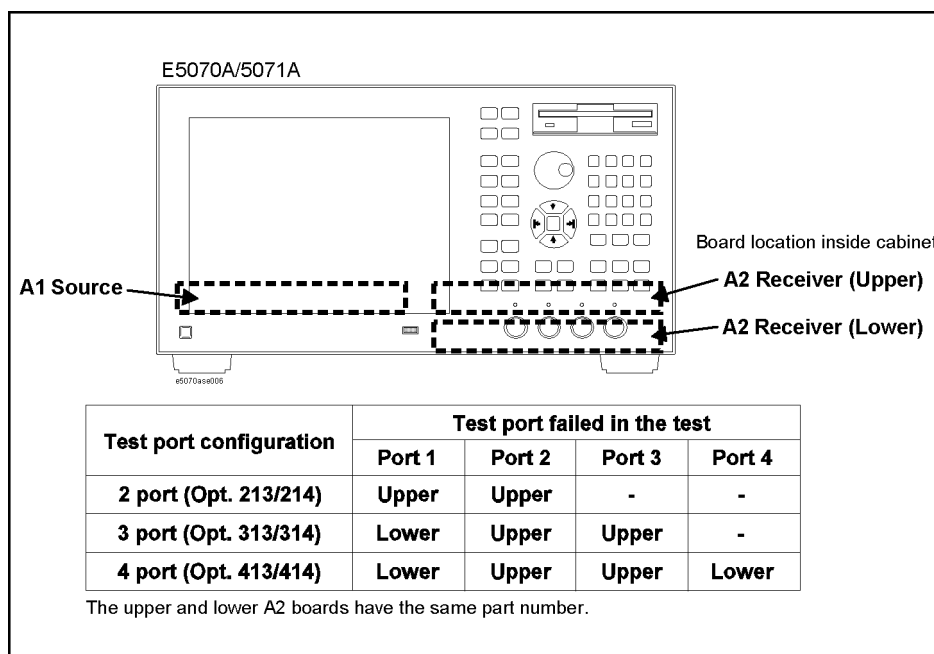 E5070A/5071A
Board location inside cabinet
A1 Source
A2 Receiver (Upper)
A2 Receiver (Lower)
e5070ase006
Test port configuration
Test port failed in the test
Port 1 Port 2 Port 3 Port 4
2 port (Opt. 213/214) Upper Upper - -
3 port (Opt. 313/314) Lower Upper Upper -
4 port (Opt. 413/414) Lower Upper Upper Lower
The upper and lower A2 boards have the same part number.